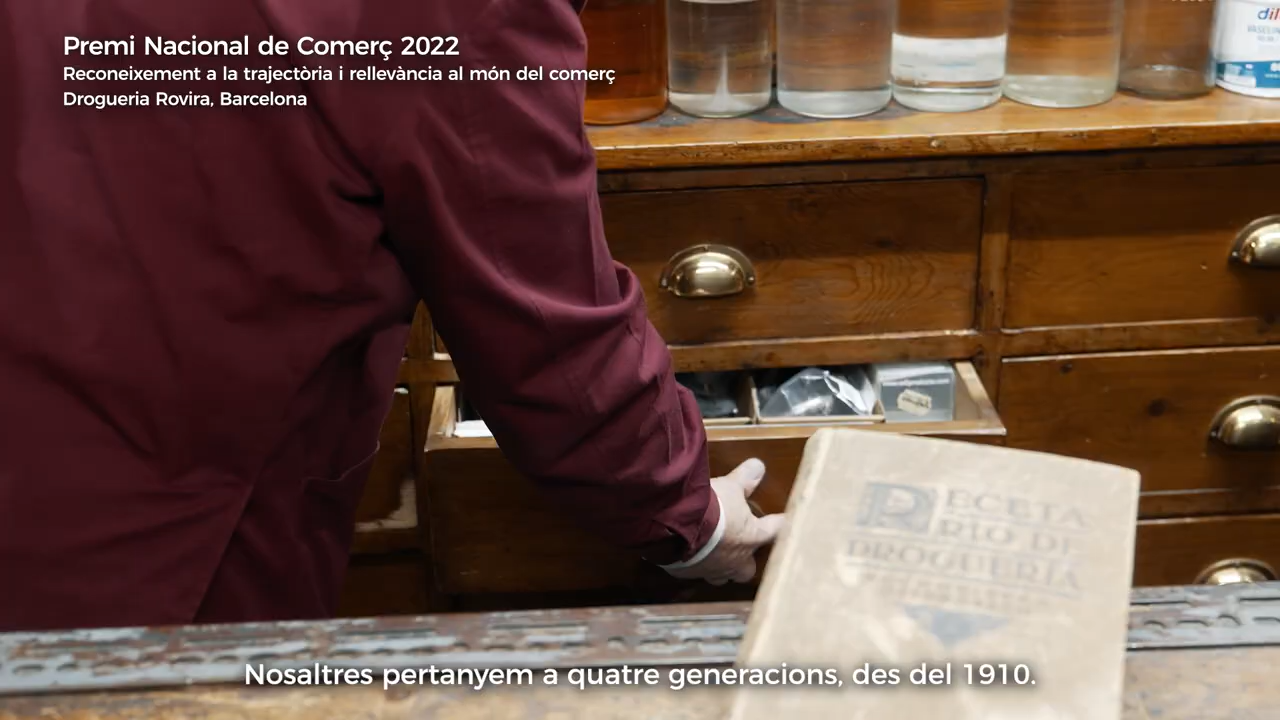 Premi Nacional de Comerç 2022
Reconeixement a la trajectòria i rellevància al món del comerç
Drogueria Rovira, Barcelona
RECETA
RIO DE
DROGUERÍA
Nosaltres pertanyem a quatre generacions, des del 1910.